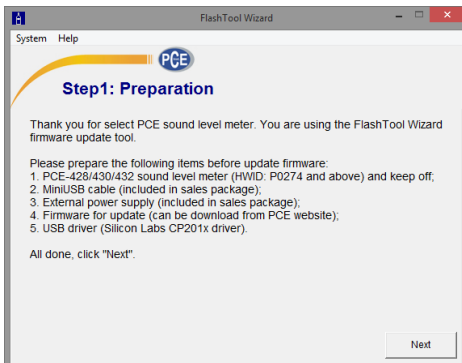 FlashTool Wizard
System Help
PCE
Step1: Preparation
Thank you for select PCE sound level meter. You are using the FlashTool Wizard
firmware update tool.
Please prepare the following items before update firmware:
1. PCE-428/430/432 sound level meter (HWID: P0274 and above) and keep off;
2. MiniUSB cable (included in sales package);
3. External power supply (included in sales package);
4. Firmware for update (can be download from PCE website);
5. USB driver (Silicon Labs CP201x driver).
All done, click "Next".
Next